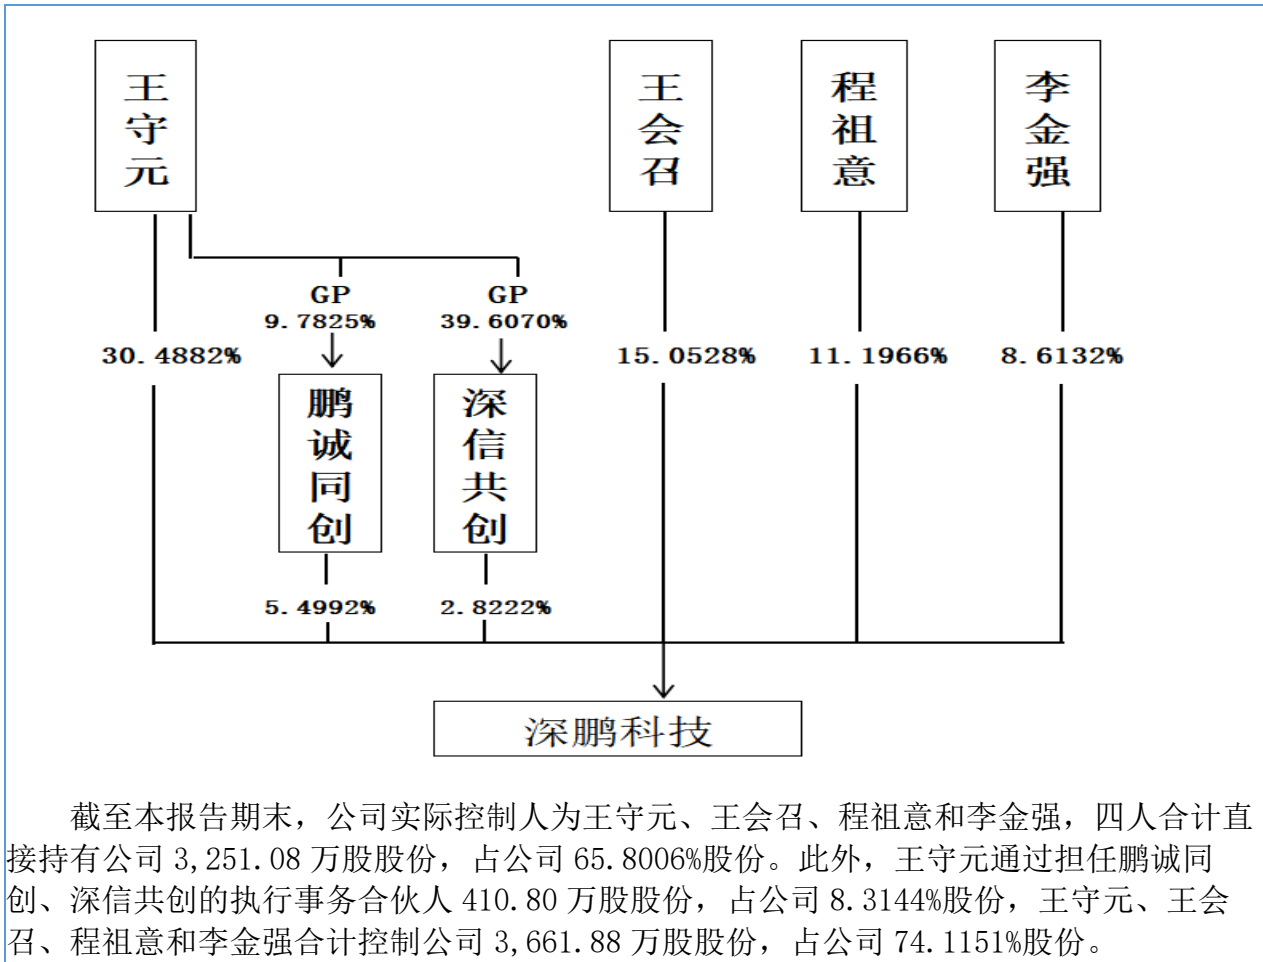 王守元
王会召
程祖意
李金强
GP
9.7825%
GP
39.6070%
30.4882%
15.0528%
11.1966%
8.6132%
鹏诚同创
深信共创
5.4992%
2.8222%
深鹏科技
截至本报告期末，公司实际控制人为王守元、王会召、程祖意和李金强，四人合计直
接持有公司 3,251.08 万股股份，占公司 65.8006%股份。此外，王守元通过担任鹏诚同
创、深信共创的执行事务合伙人 410.80 万股股份，占公司 8.3144%股份，王守元、王会
召、程祖意和李金强合计控制公司 3,661.88 万股股份，占公司 74.1151%股份。